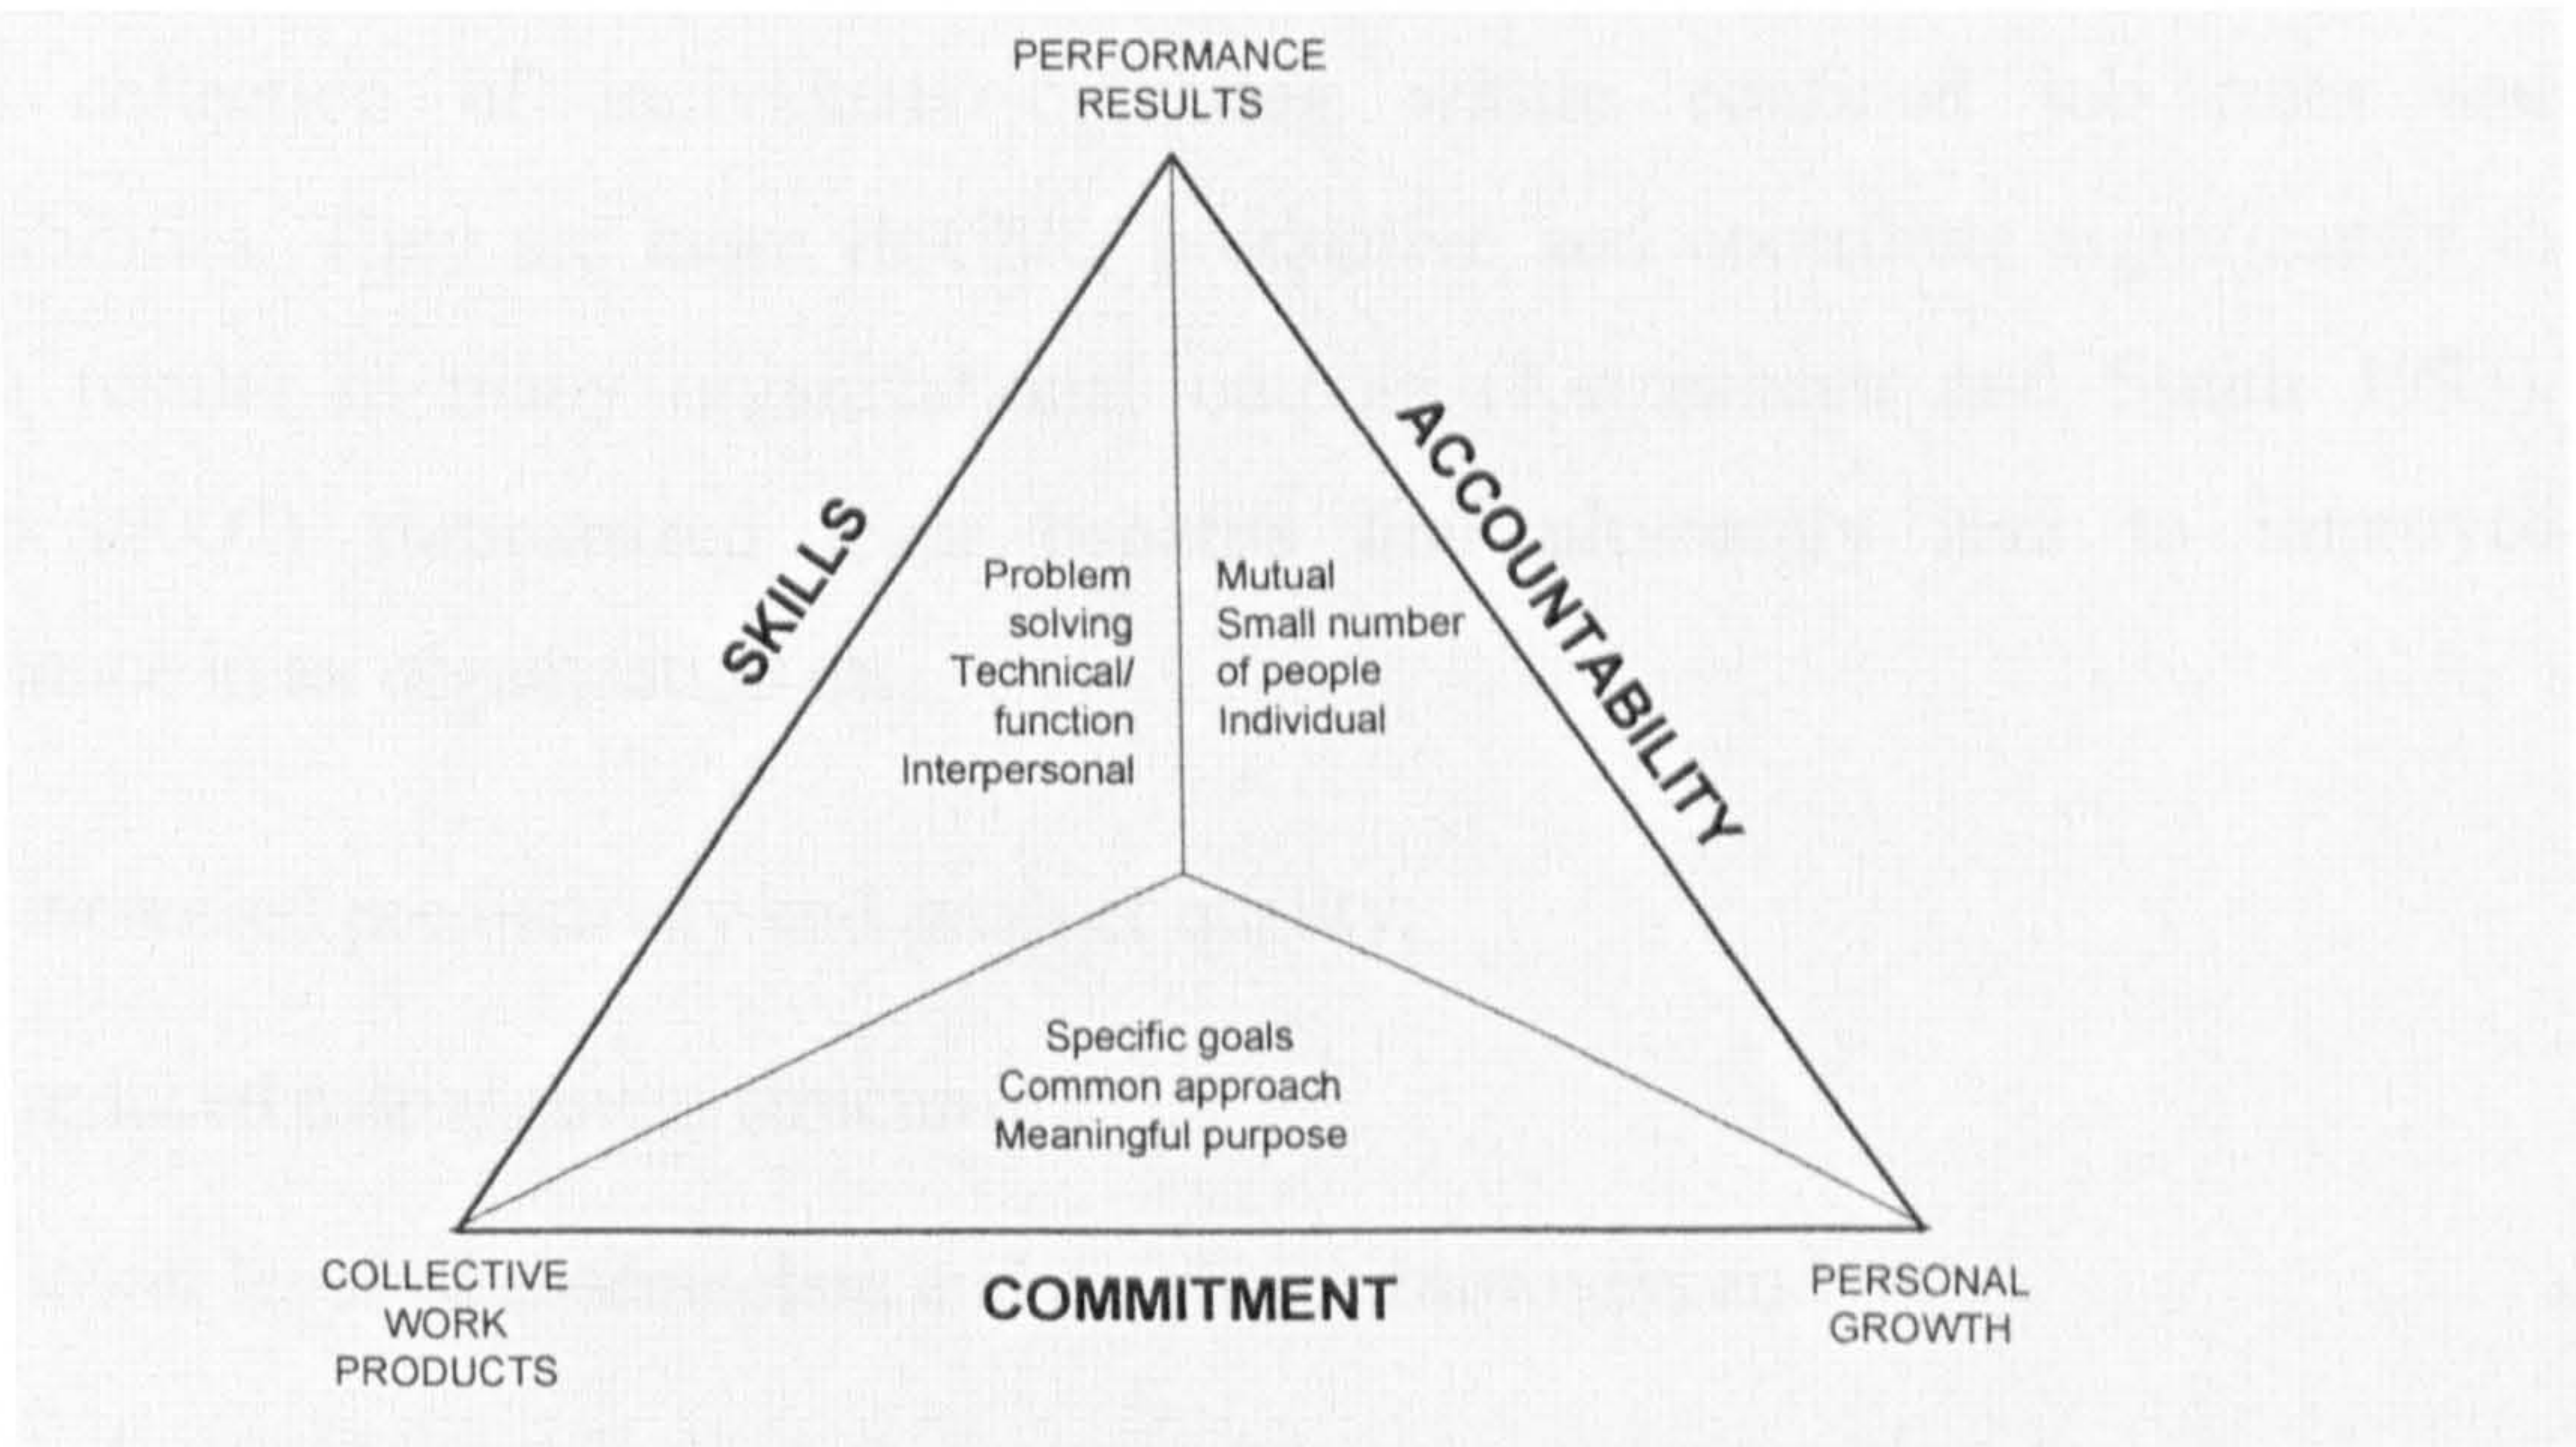 PERFORMANCE
RESULTS
SKILLS
ACCOUNTABILITY
Problem
solving
Technical/
function
Interpersonal
Mutual
Small number
of people
Individual
Specific goals
Common approach
Meaningful purpose
COLLECTIVE
WORK
PRODUCTS
COMMITMENT
PERSONAL
GROWTH